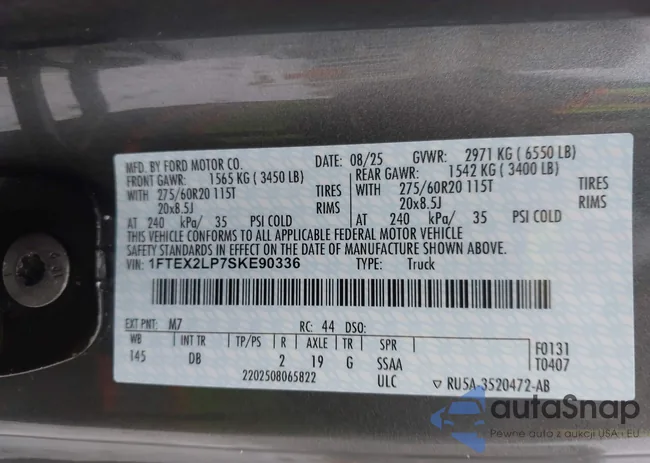 MFD. BY FORD MOTOR CO. DATE: 08/25 GVWR: 2971 KG ( 6550 LB)
FRONT GAWR: 1565 KG ( 3450 LB) REAR GAWR: 1542 KG ( 3400 LB)
WITH 275/60R20 115T TIRES WITH 275/60R20 115T TIRES
20x8.5J RIMS 20x8.5J RIMS
AT 240 kPa/ 35 PSI COLD AT 240 kPa/ 35 PSI COLD
THIS VEHICLE CONFORMS TO ALL APPLICABLE FEDERAL MOTOR VEHICLE
SAFETY STANDARDS IN EFFECT ON THE DATE OF MANUFACTURE SHOWN ABOVE.
VIN: 1FTEX2LP7SKE90336 TYPE: Truck
EXT PNT: M7 RC: 44 DSO:
WB INT TR TP/PS R AXLE TR SPR F0131
145 DB 2 19 G SSAA T0407
2202508065822 ULC ▽ RU5A-3520472-AB
autoSnap
Pewne auto z aukcji USA i EU